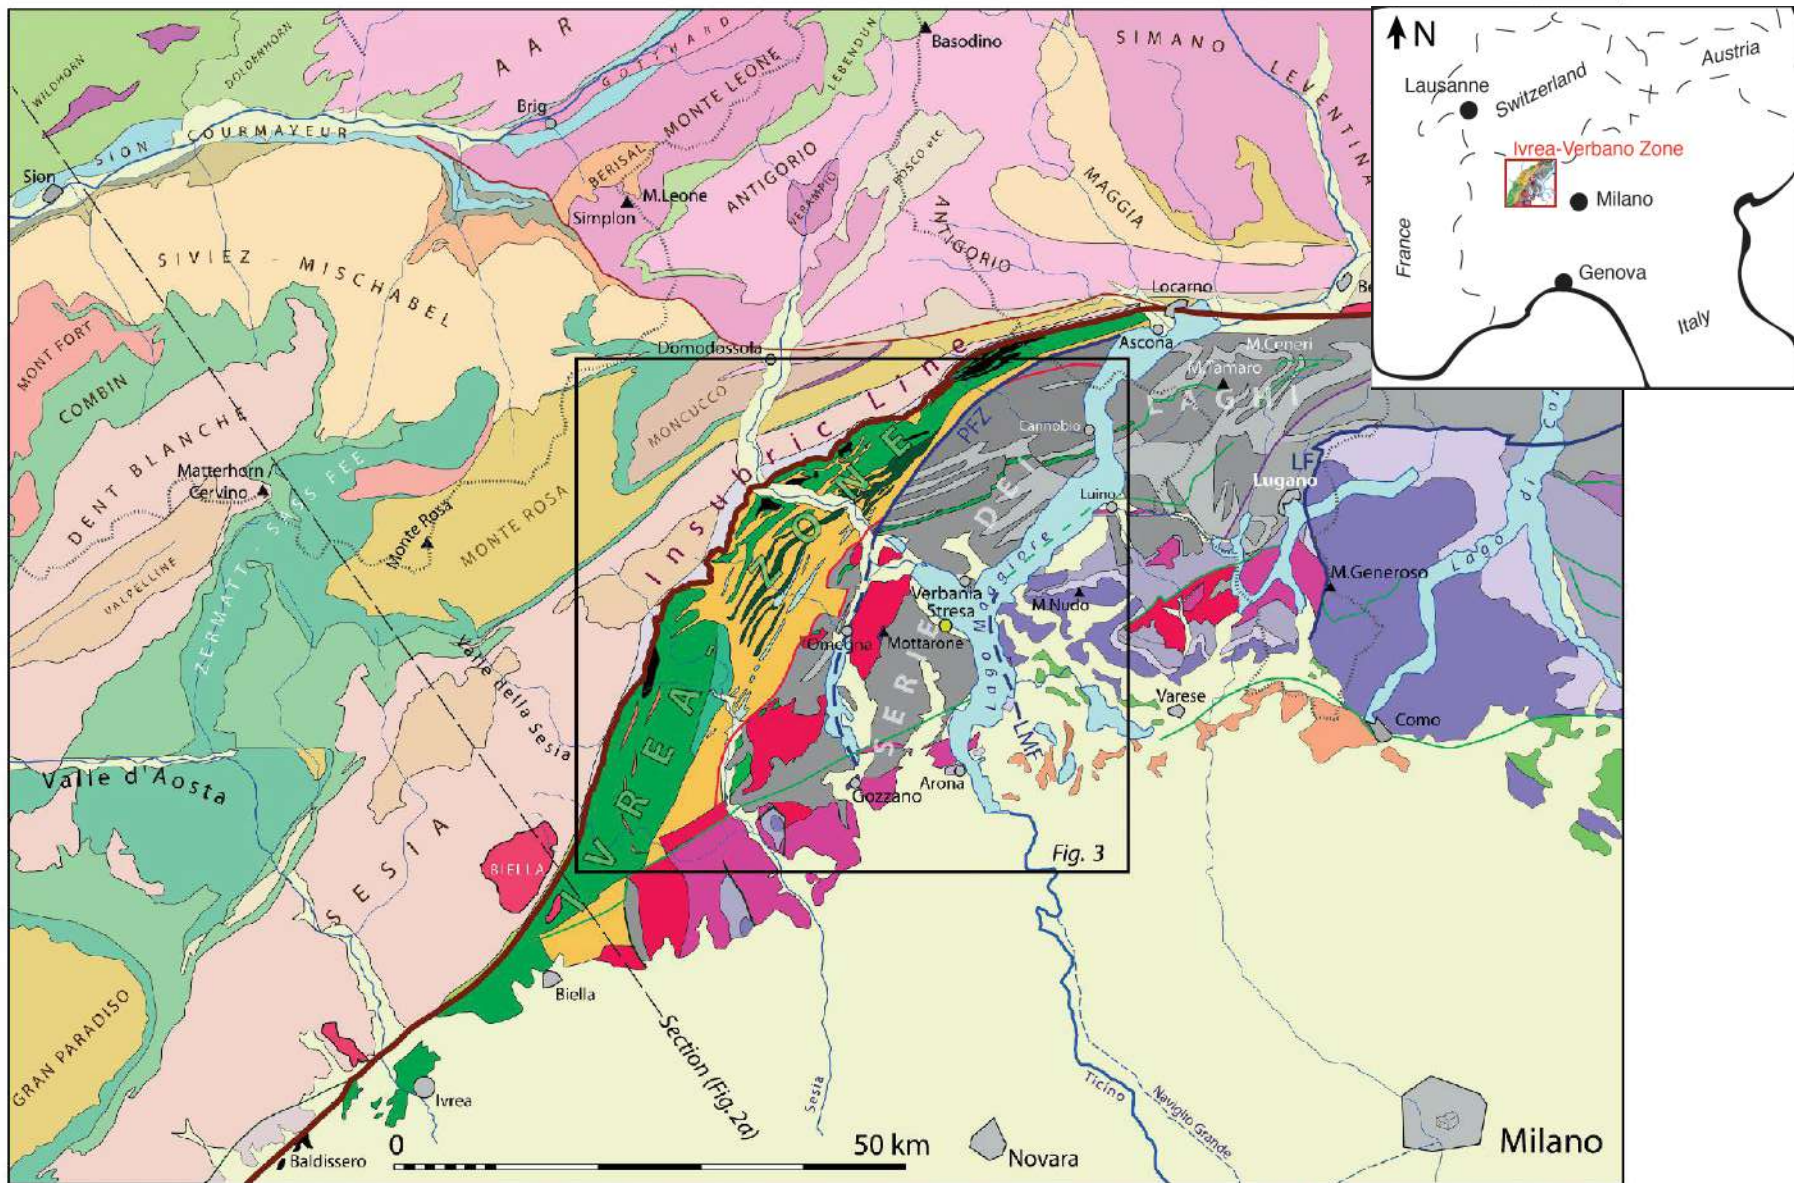 WILDHORN
DOLDERHORN
AAR
GOTTHARD
LEBENDUN
Basodino
SIMANO
LEVENTINA
Brig
MONTE LEONE
SION - COURMAYEUR
Sion
BERISAL
M.Leone
Simplon
ANTIGORIO
VERAMPIO
BOSCO etc.
ANTIGORIO
MAGGIA
SIVIEZ - MISCHABEL
Locarno
Be
Ascona
MONT FORT
COMBIN
Domodossola
M.Ceneri
M.Tamaro
MONCUCCO
Insubric Line
PFZ
Cannobio
LAGHI
DEI
SERIE
DENT BLANCHE
Matterhorn
Cervino
ZERMATT - SAS FEE
Monte Rosa
MONTE ROSA
VALPELLINE
LF
Lugano
Luino
Lago di Com
M.Generoso
Verbania
Stresa
Lago Maggiore
M.Nudo
Omegna
Mottarone
Valle della Sesia
IVREA - ZONE
Varese
Como
LMF
Valle d'Aosta
Gozzano
Arona
Fig. 3
SESIA
BIELLA
Biella
GRAN PARADISO
Section (Fig.2a)
Ivrea
Sesia
Ticino
Naviglio Grande
Baldissero
0
50 km
Novara
Milano
N
Lausanne
Switzerland
Austria
Ivrea-Verbano Zone
Milano
France
Genova
Italy